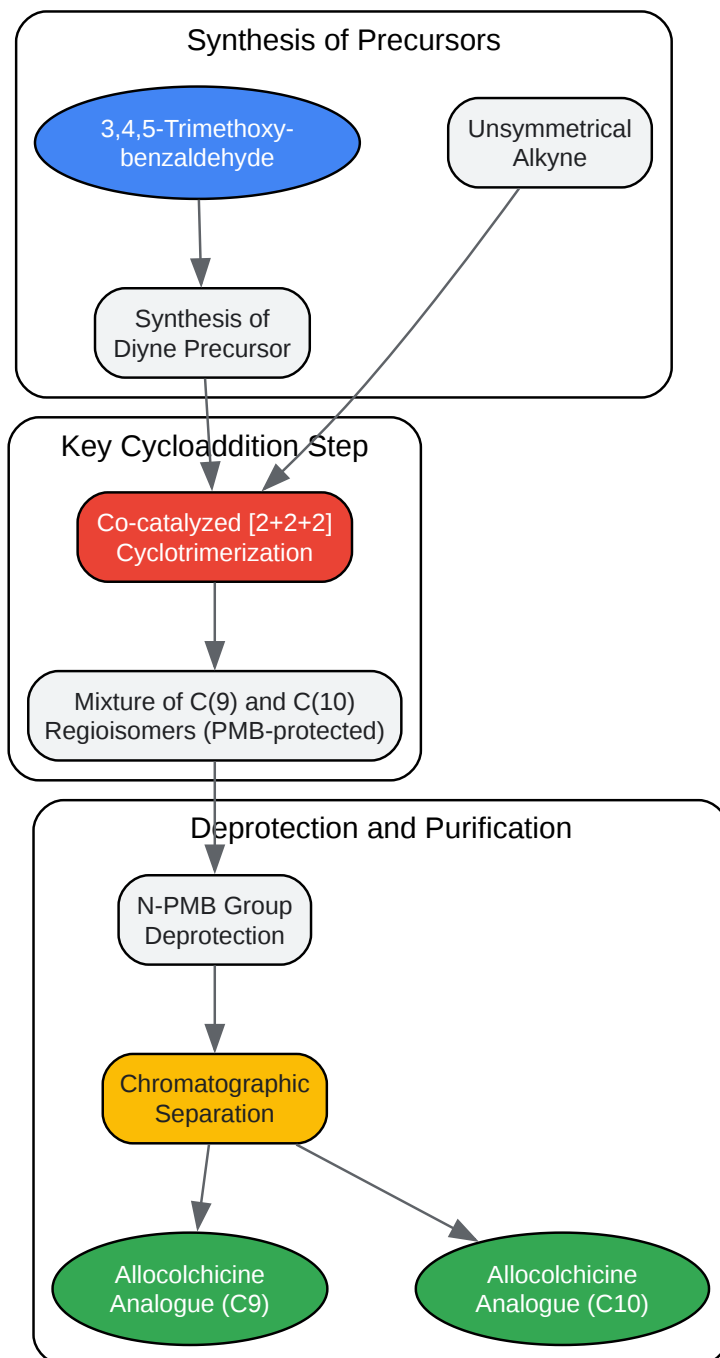 Synthesis of Precursors
3,4,5-Trimethoxy-
benzaldehyde
Unsymmetrical
Alkyne
Synthesis of
Diyne Precursor
Key Cycloaddition Step
Co-catalyzed [2+2+2]
Cyclotrimerization
Mixture of C(9) and C(10)
Regioisomers (PMB-protected)
Deprotection and Purification
N-PMB Group
Deprotection
Chromatographic
Separation
Allocolchicine
Analogue (C9)
Allocolchicine
Analogue (C10)